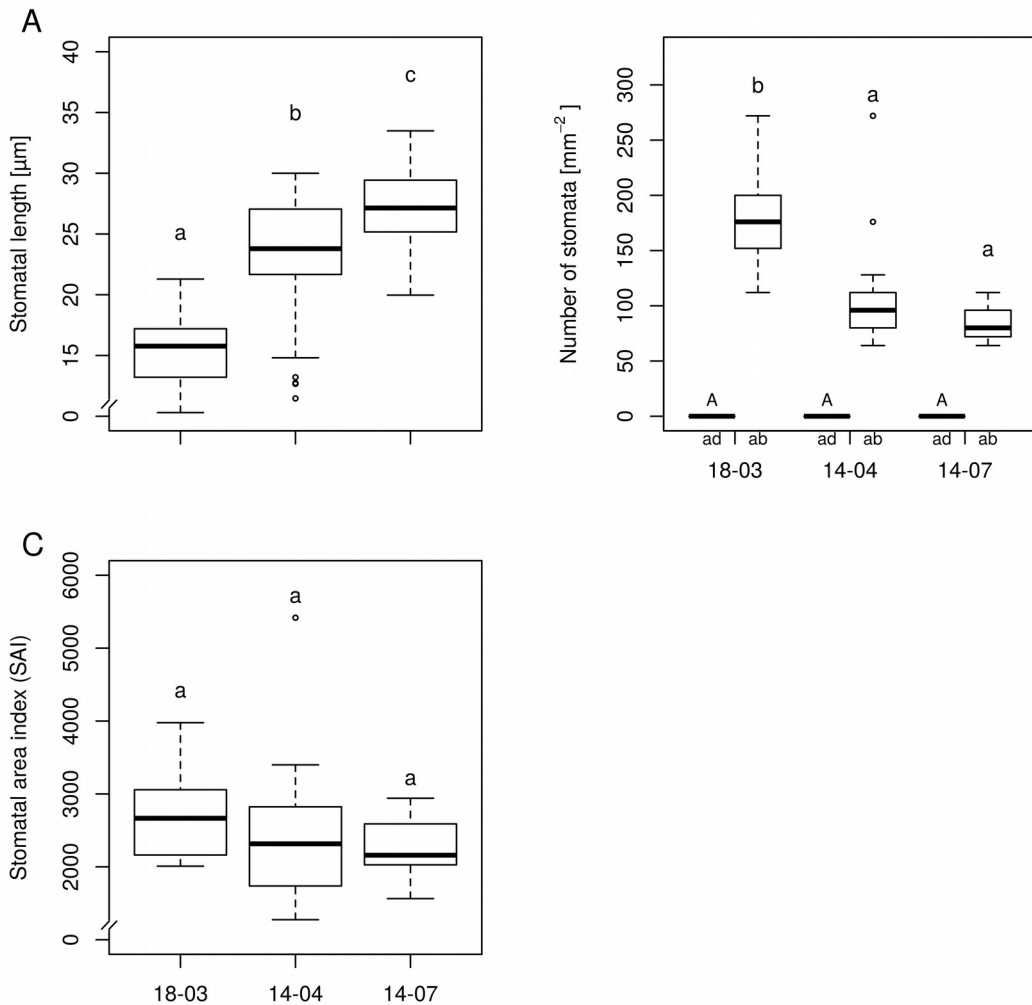 A
Stomatal length [µm]
40
35
30
25
20
15
0
a
b
c
Number of stomata [mm⁻²]
300
250
200
150
100
50
0
b
a
a
A
A
A
ad
ab
ad
ab
ad
ab
18-03
14-04
14-07
C
Stomatal area index (SAI)
6000
5000
4000
3000
2000
0
a
a
a
18-03
14-04
14-07